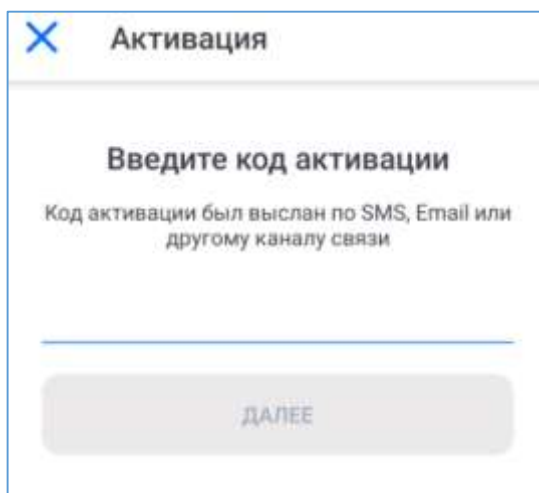 Активация
Введите код активации
Код активации был выслан по SMS, Email или
другому каналу связи
ДАЛЕЕ